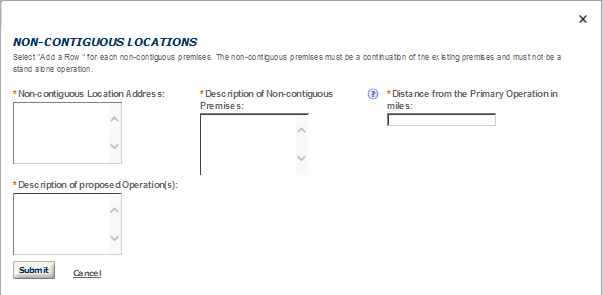 NON-CONTIGUOUS LOCATIONS
Select "Add a Row " for each non-contiguous premises. The non-contiguous premises must be a continuation of the existing premises and must not be a
stand alone operation.
*Non-contiguous Location Address:
*Description of Non-contiguous
Premises:
? *Distance from the Primary Operation in
miles:
*Description of proposed Operation(s):
Submit Cancel